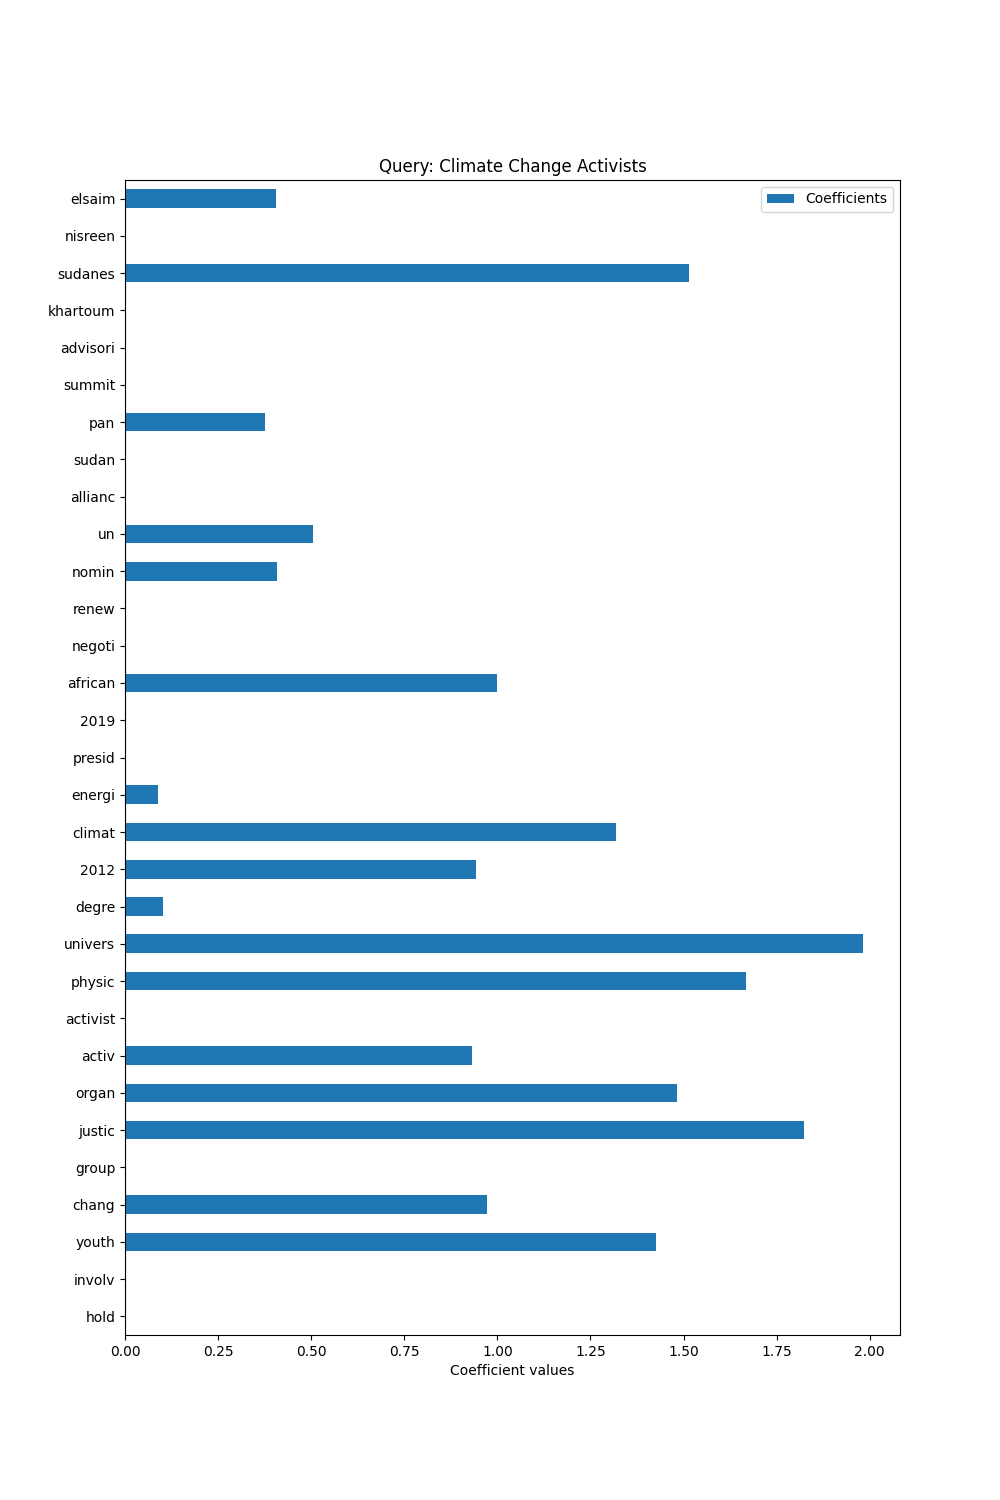 Query: Climate Change Activists
Coefficients
elsaim
nisreen
sudanes
khartoum
advisori
summit
pan
sudan
allianc
un
nomin
renew
negoti
african
2019
presid
energi
climat
2012
degre
univers
physic
activist
activ
organ
justic
group
chang
youth
involv
hold
0.00 0.25 0.50 0.75 1.00 1.25 1.50 1.75 2.00
Coefficient values